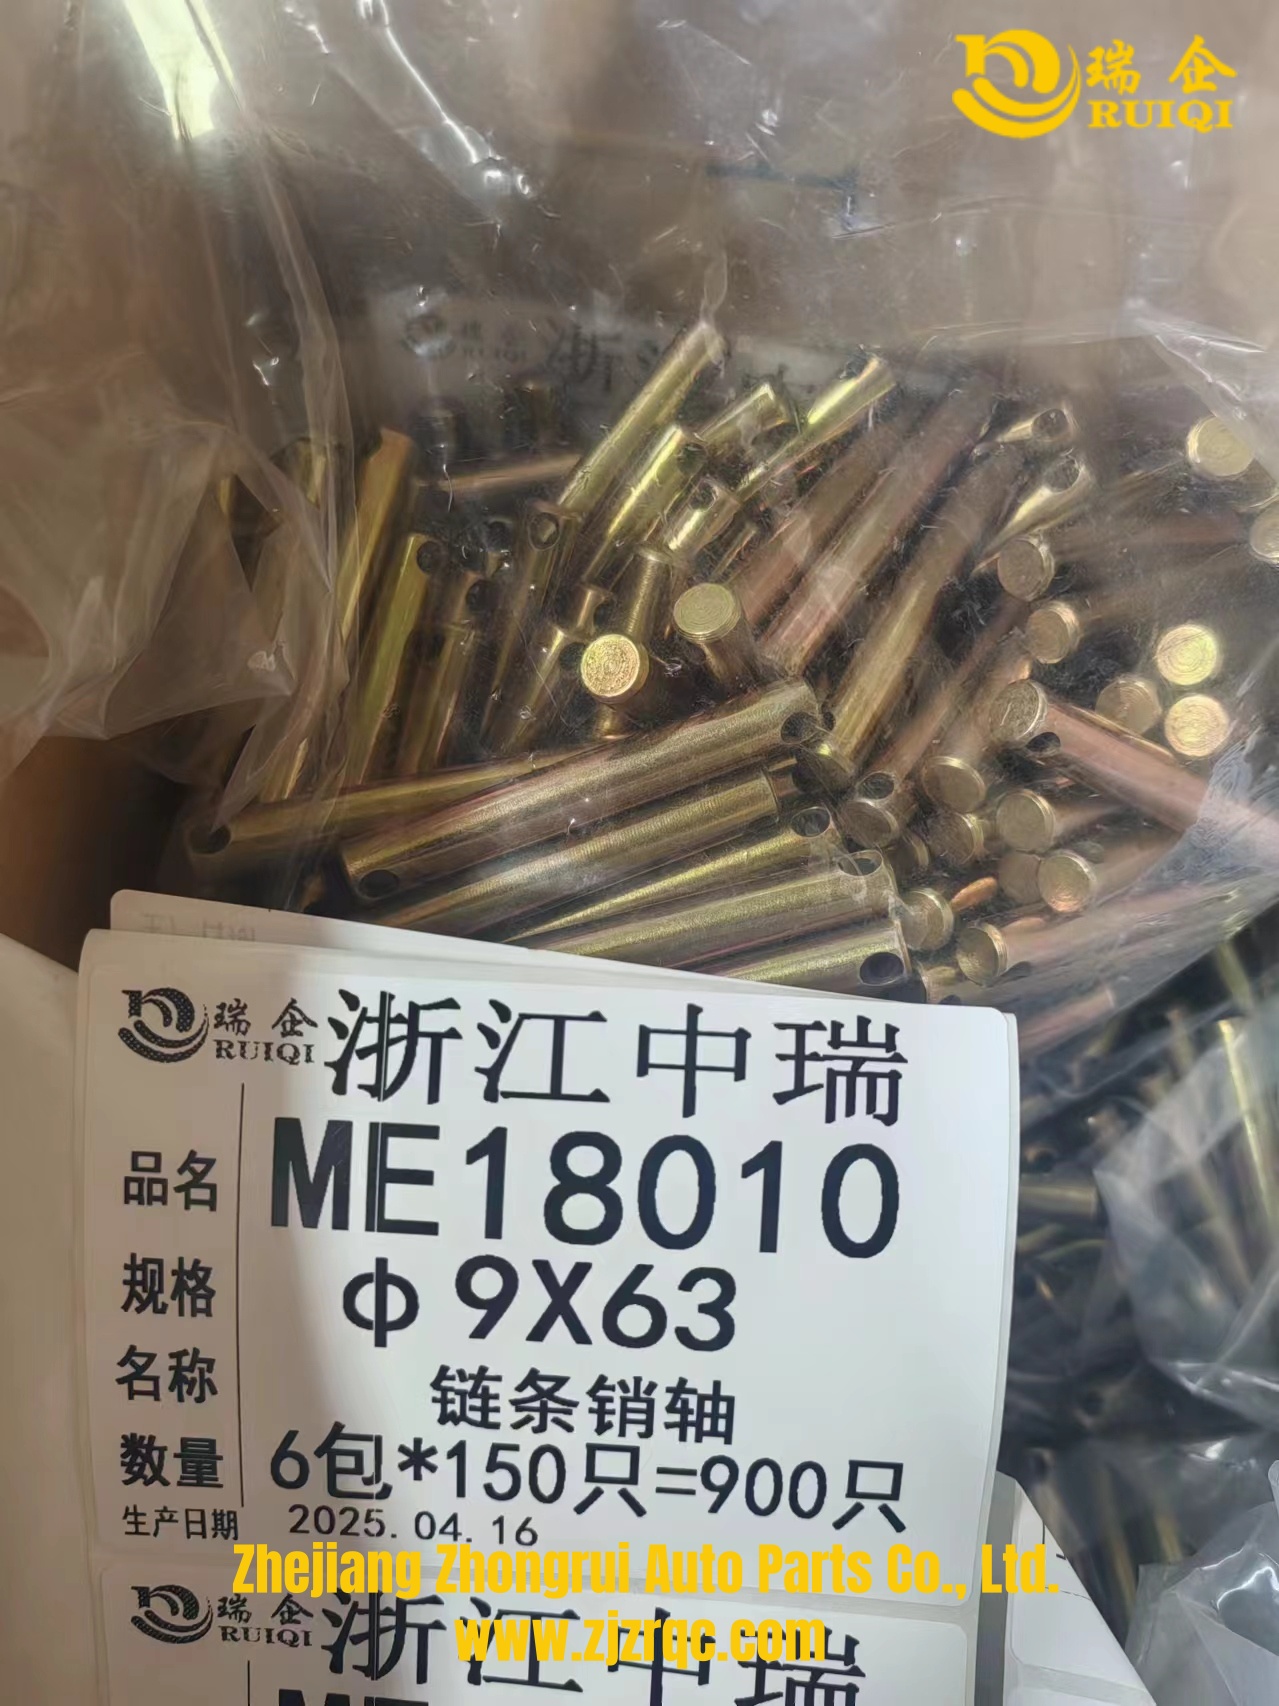 瑞企
RUIQI
浙江
瑞企 RUIQI 浙江中瑞
品名 ME18010
规格 Φ9X63
名称 链条销轴
数量 6包*150只=900只
生产日期 2025.04.16
Zhejiang Zhongrui Auto Parts Co., Ltd.
www.zjzrqc.com
瑞企 RUIQI 浙江中瑞
ME